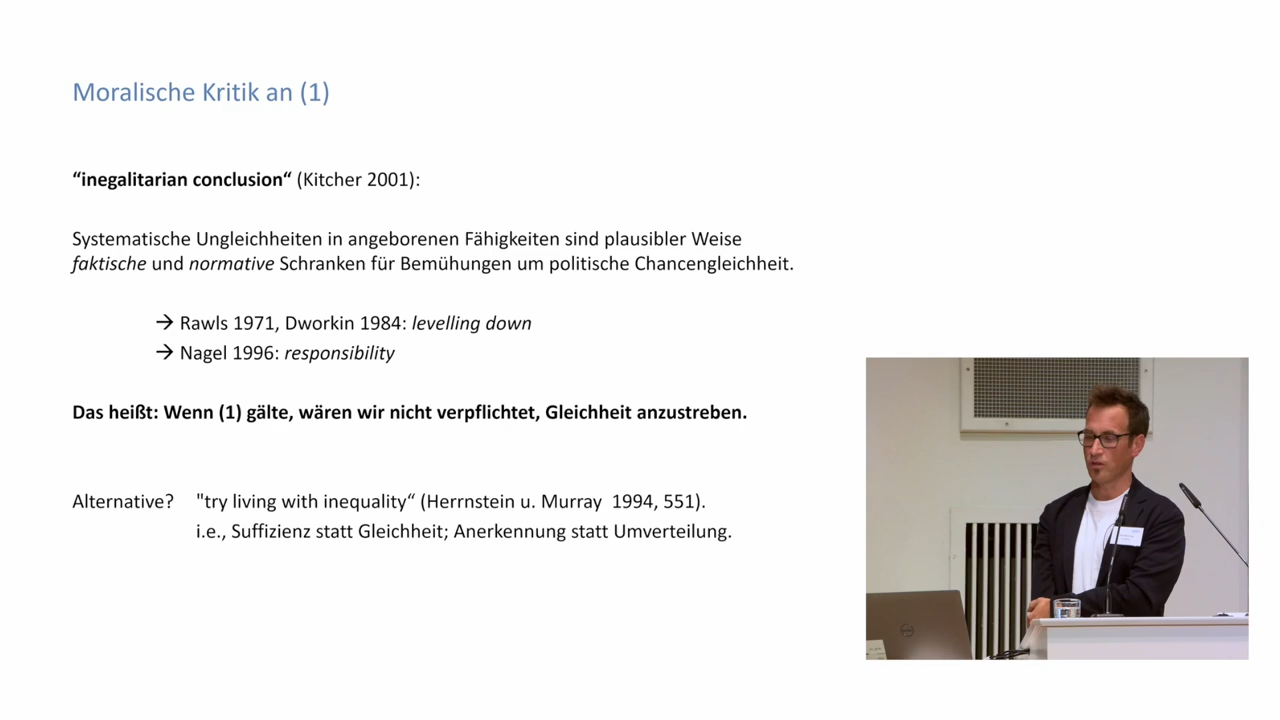 Moralische Kritik an (1)
“inegalitarian conclusion“ (Kitcher 2001):
Systematische Ungleichheiten in angeborenen Fähigkeiten sind plausibler Weise
faktische und normative Schranken für Bemühungen um politische Chancengleichheit.
→ Rawls 1971, Dworkin 1984: levelling down
→ Nagel 1996: responsibility
Das heißt: Wenn (1) gälte, wären wir nicht verpflichtet, Gleichheit anzustreben.
Alternative? "try living with inequality“ (Herrnstein u. Murray 1994, 551).
i.e., Suffizienz statt Gleichheit; Anerkennung statt Umverteilung.